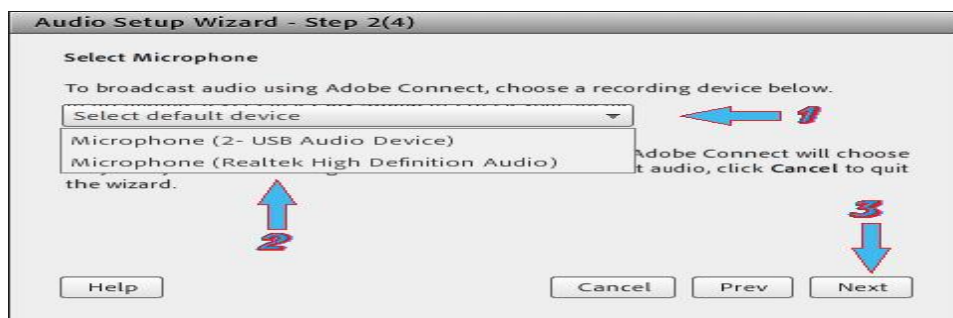 Audio Setup Wizard - Step 2(4)
Select Microphone
To broadcast audio using Adobe Connect, choose a recording device below.
Select default device
1
Microphone (2- USB Audio Device)
Microphone (Realtek High Definition Audio)
Adobe Connect will choose
t audio, click Cancel to quit
the wizard.
2
3
Help
Cancel
Prev
Next